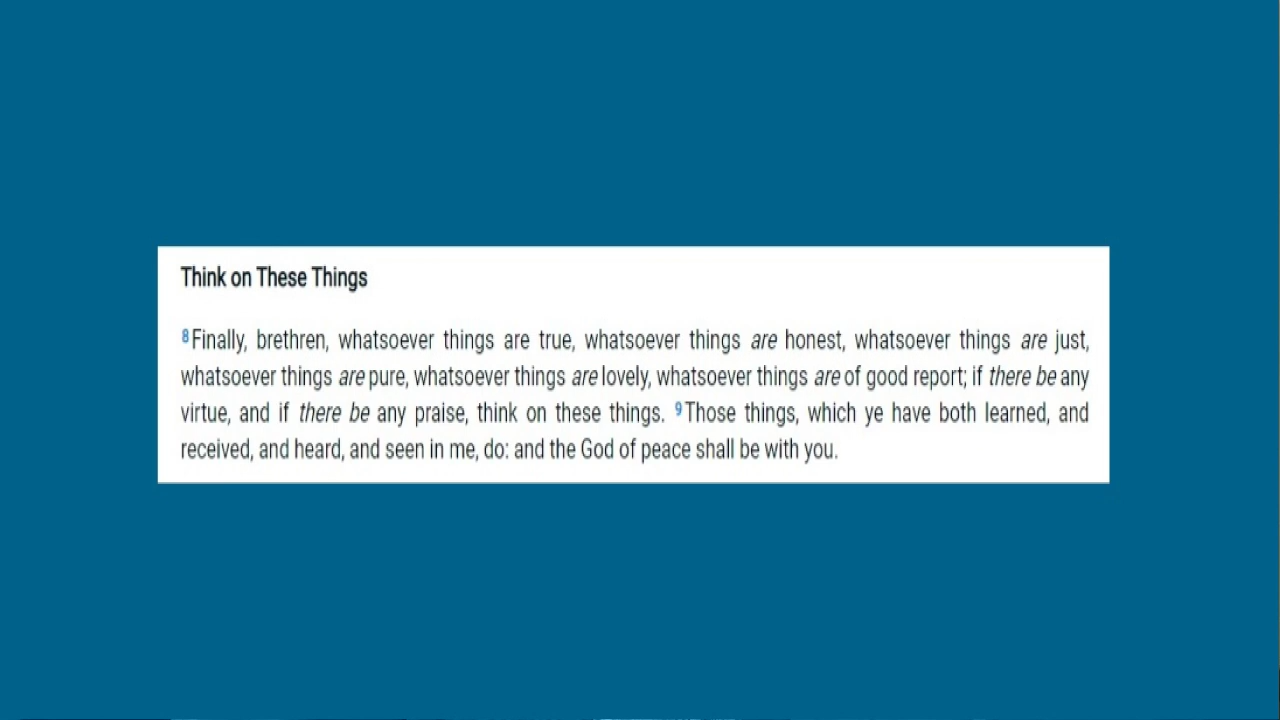 Think on These Things
8Finally, brethren, whatsoever things are true, whatsoever things are honest, whatsoever things are just,
whatsoever things are pure, whatsoever things are lovely, whatsoever things are of good report; if there be any
virtue, and if there be any praise, think on these things. 9Those things, which ye have both learned, and
received, and heard, and seen in me, do: and the God of peace shall be with you.